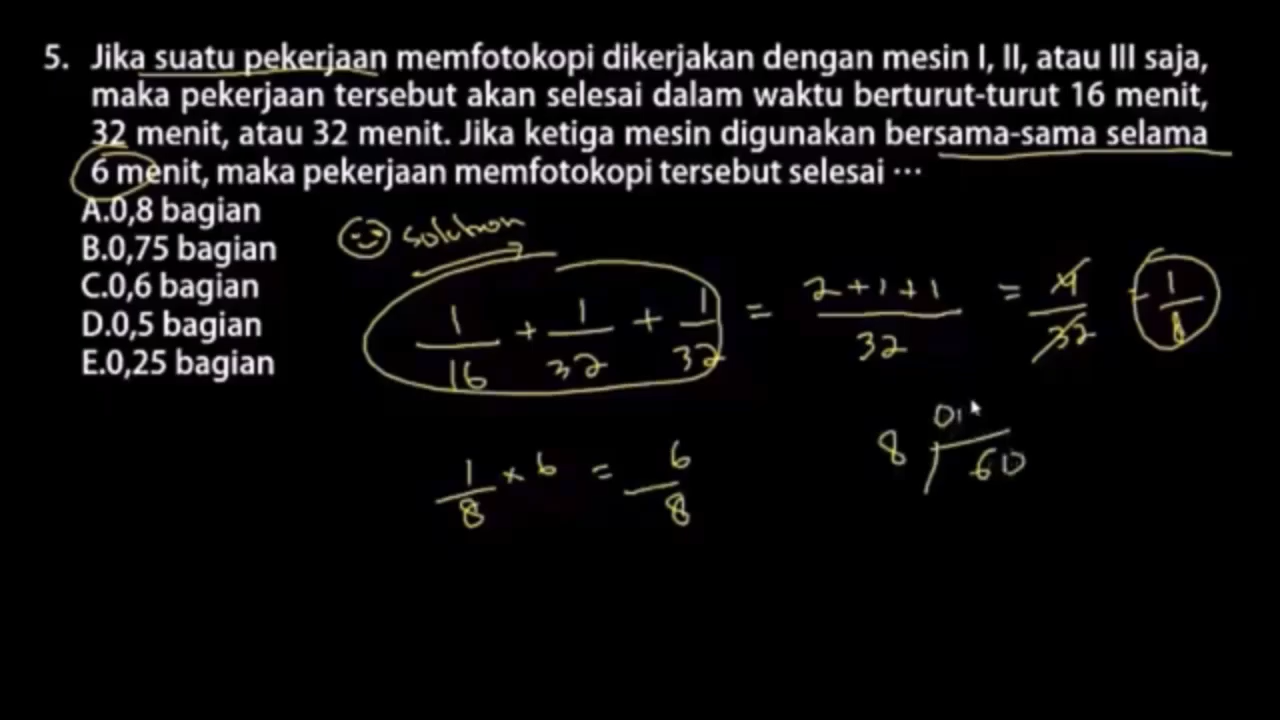 5. Jika suatu pekerjaan memfotokopi dikerjakan dengan mesin I, II, atau III saja,
maka pekerjaan tersebut akan selesai dalam waktu berturut-turut 16 menit,
32 menit, atau 32 menit. Jika ketiga mesin digunakan bersama-sama selama
6 menit, maka pekerjaan memfotokopi tersebut selesai ⋯
A.0,8 bagian
B.0,75 bagian
C.0,6 bagian
D.0,5 bagian
E.0,25 bagian
solution
1/16 + 1/32 + 1/32 = 2+1+1/32 = 4/32 = 1/8
1/8 × 6 = 6/8
8 60